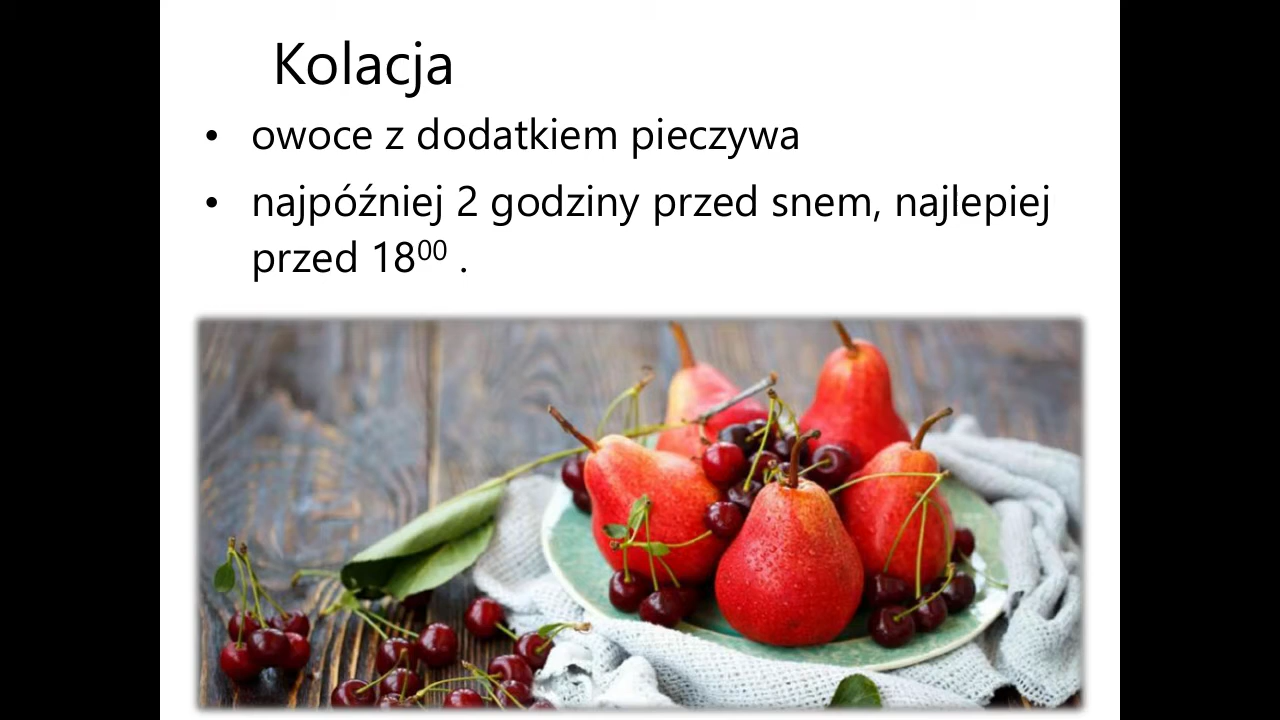 Kolacja
• owoce z dodatkiem pieczywa
• najpóźniej 2 godziny przed snem, najlepiej
przed 18⁰⁰ .